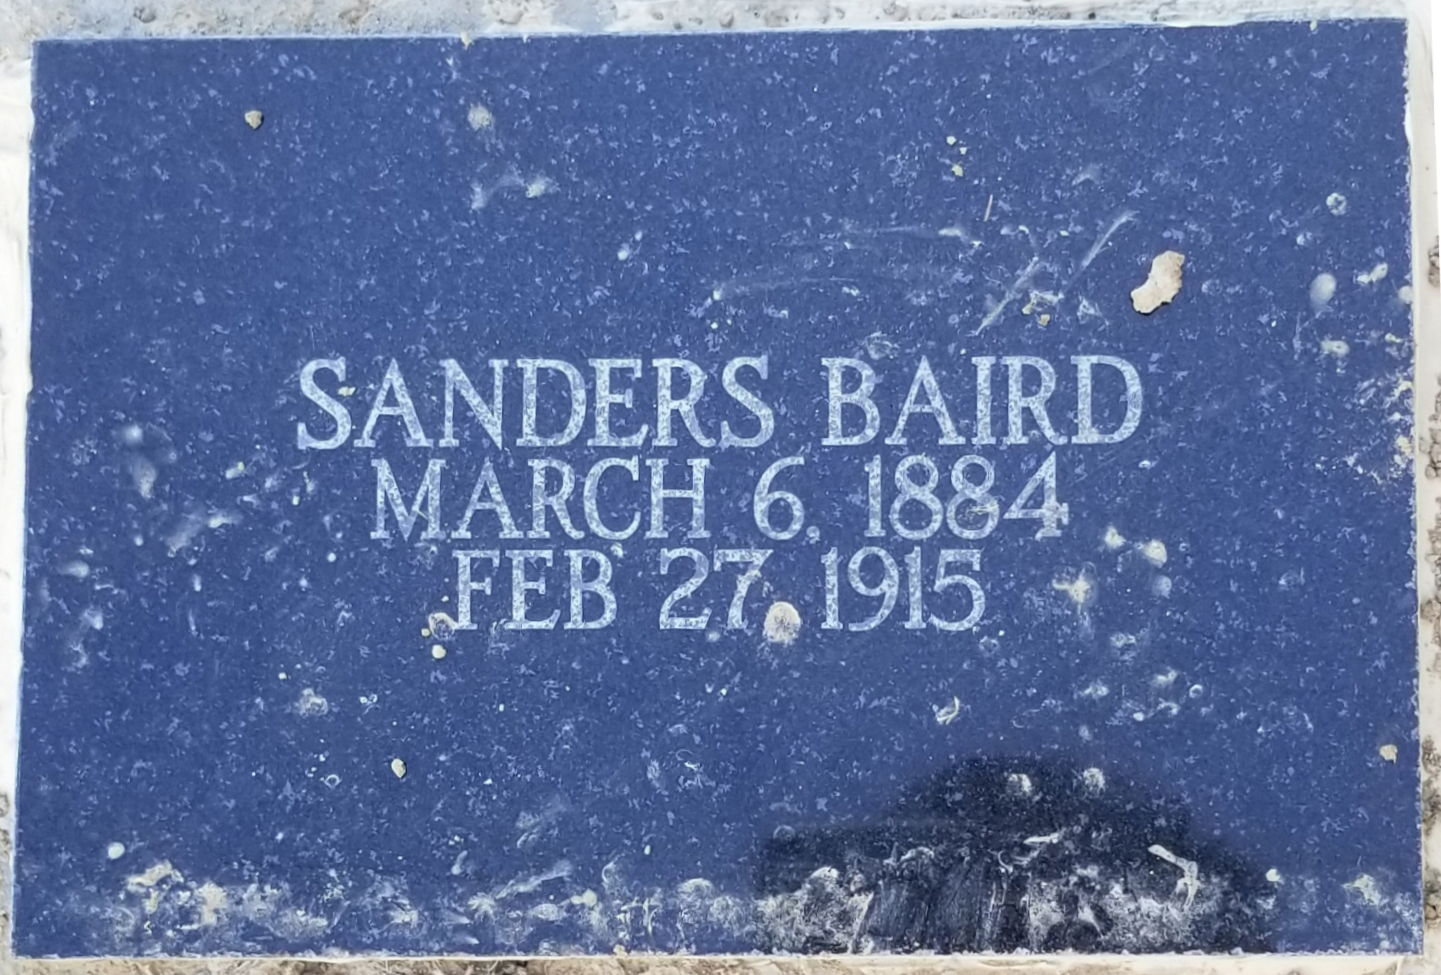 SANDERS BAIRD
MARCH 6, 1884
FEB 27, 1915